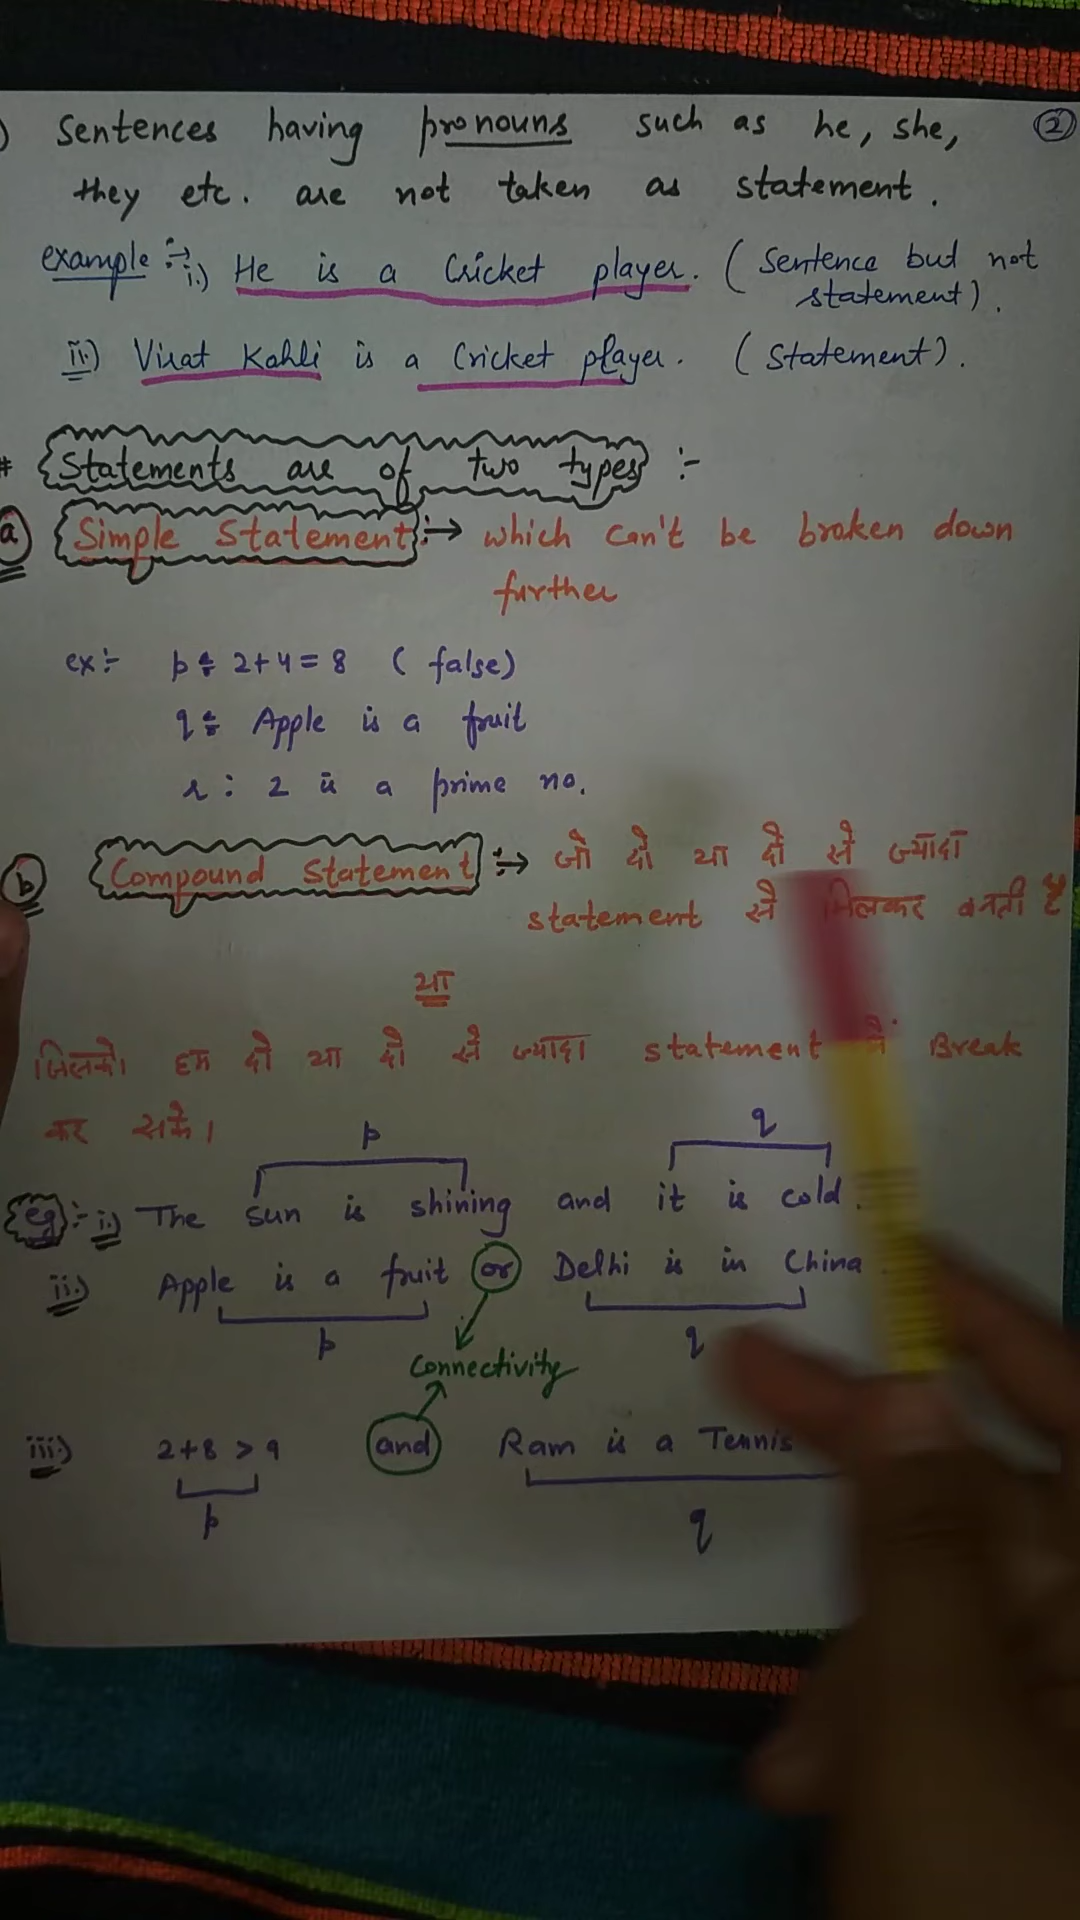 Sentences having pronouns such as he, she, ②
they etc. are not taken as statement.
example :→ i.) He is a Cricket player. (Sentence but not
statement).
ii.) Virat Kohli is a Cricket player. (Statement).
# Statements are of two types :-
a Simple Statement :→ which can't be broken down
further
ex:- p : 2+4=8 (false)
q : Apple is a fruit
r : 2 is a prime no.
b Compound Statement :→ जो दो या दो से ज्यादा
statement से मिलकर बनती है
या
जिसको हम दो या दो से ज्यादा statement में Break
कर सके।
p q
eg :- i.) The sun is shining and it is cold.
ii.) Apple is a fruit or Delhi is in China
p q
Connectivity
iii.) 2+8 > 9 and Ram is a Tennis
p q